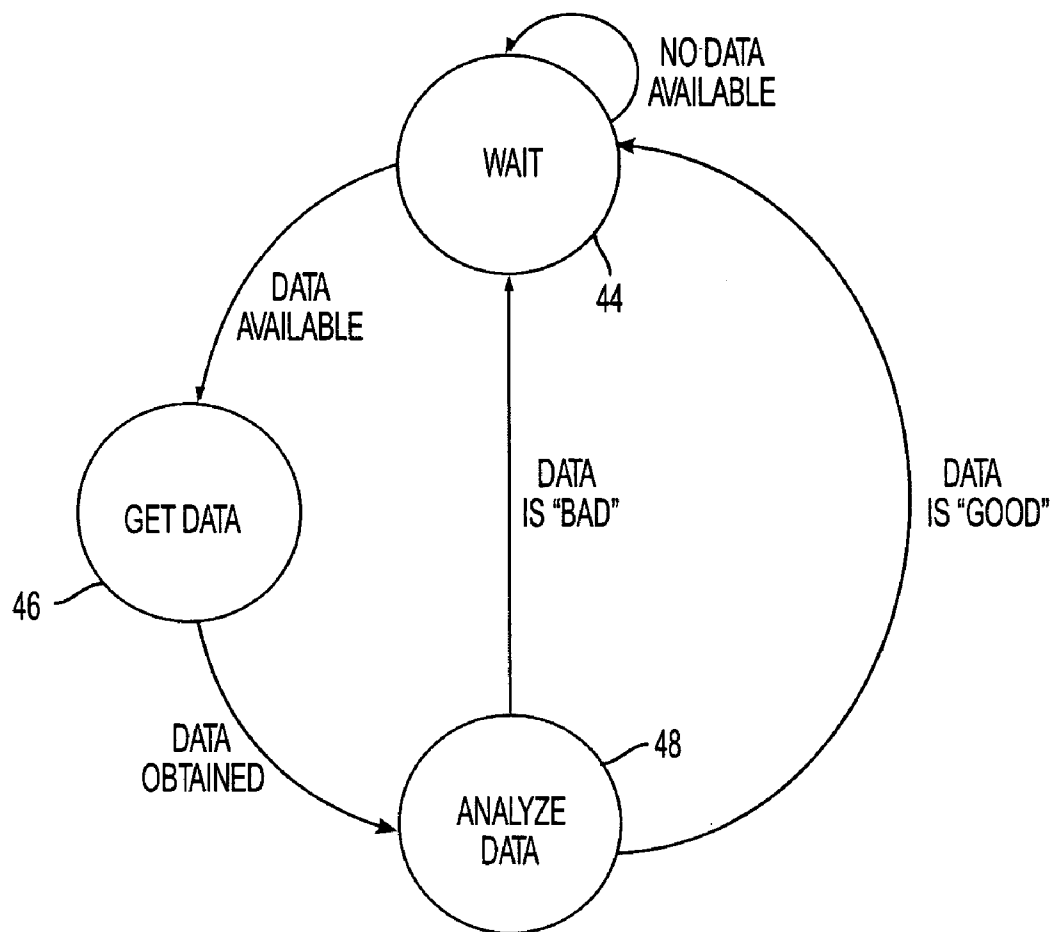 NO DATA
AVAILABLE
WAIT
44
DATA
AVAILABLE
GET DATA
46
DATA
IS “BAD”
DATA
IS “GOOD”
DATA
OBTAINED
48
ANALYZE
DATA